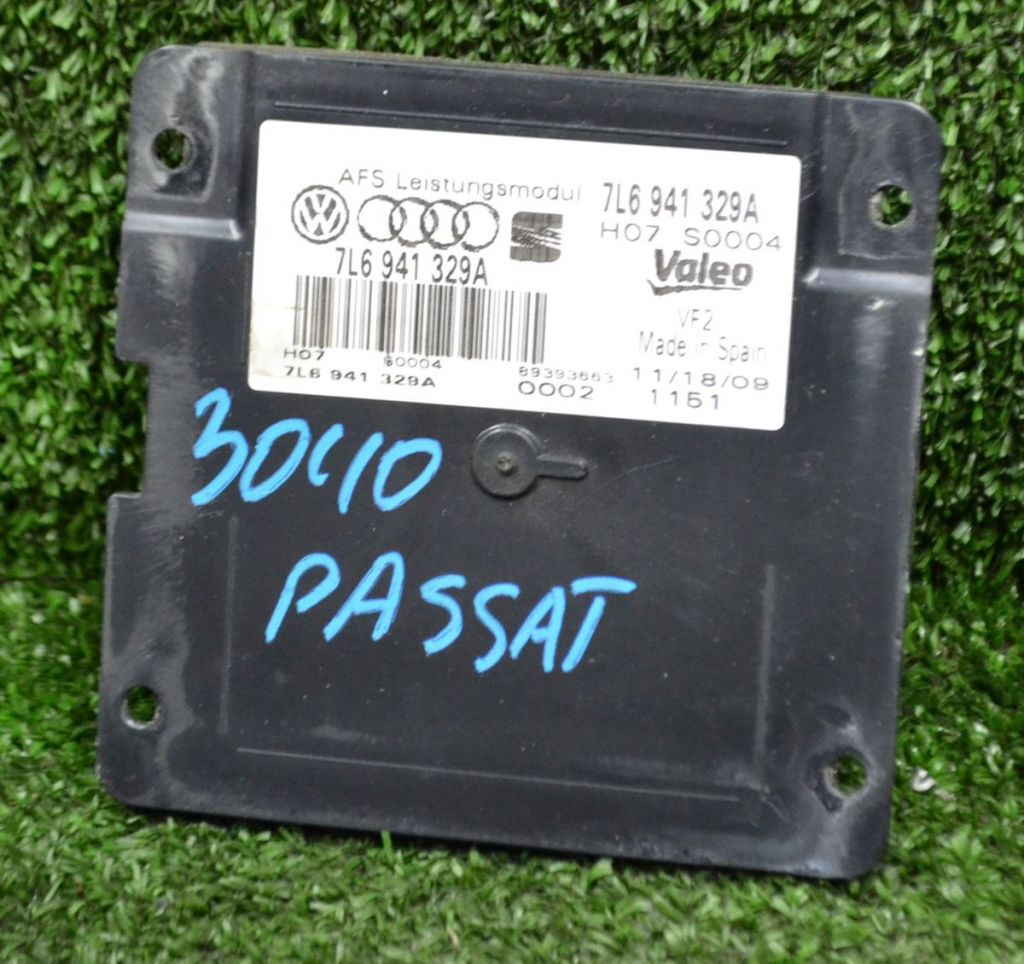 AFS Leistungsmodul
7L6 941 329A
H07 S0004
Valeo
7L6 941 329A
VF2
Made in Spain
H07 S0004
7L6 941 329A
89393663
0002
11/18/09
1151
PASSAT